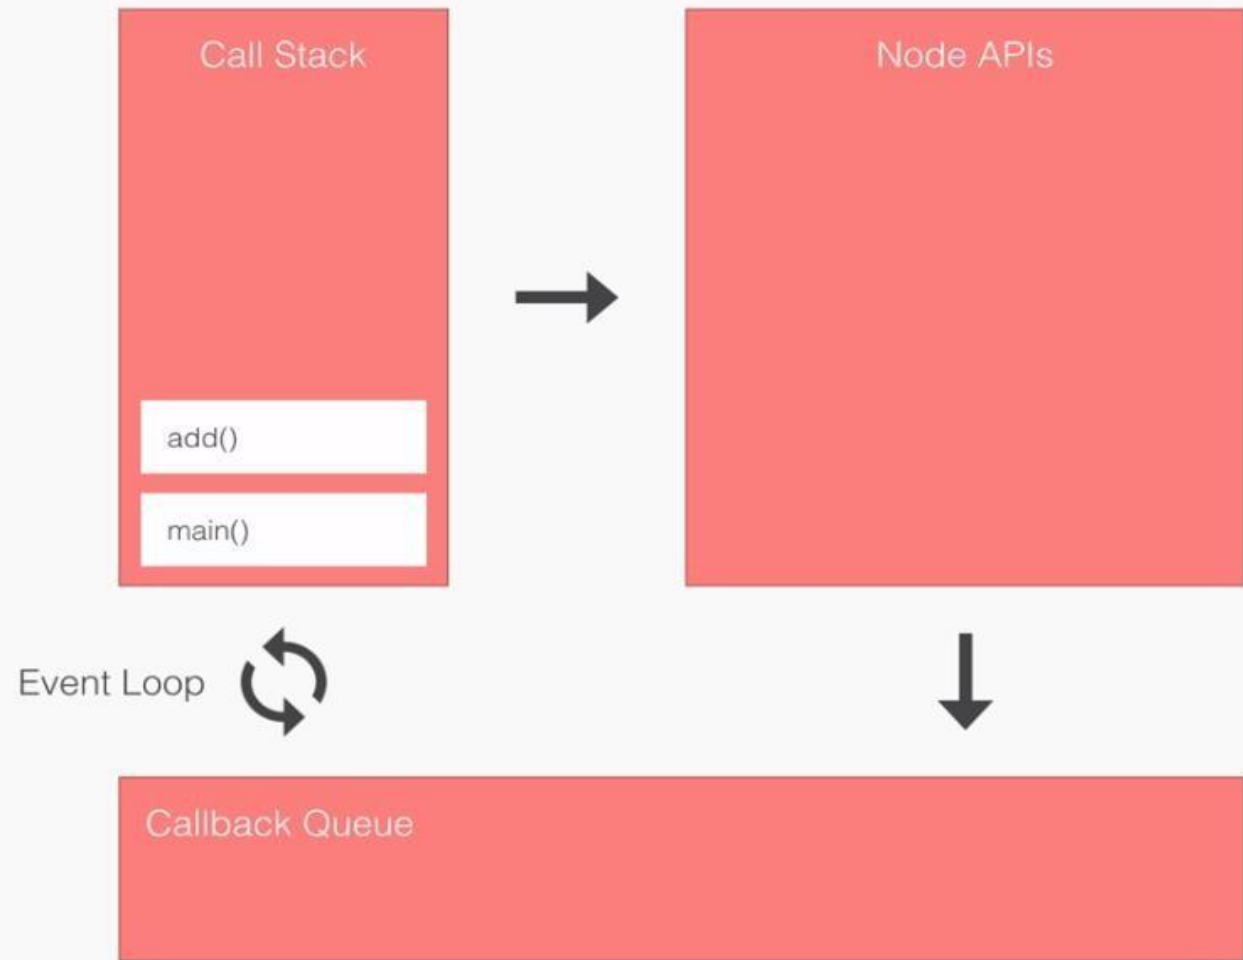 Call Stack
Node APIs
add()
main()
Event Loop
Callback Queue